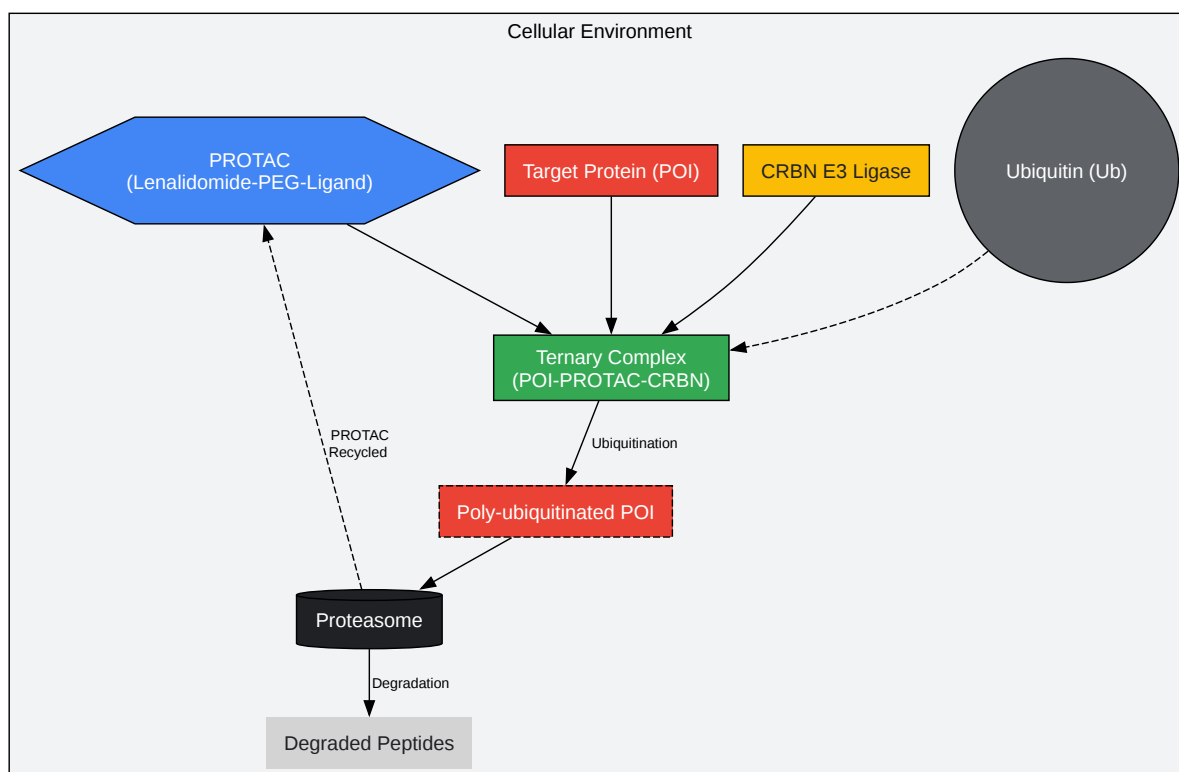 Cellular Environment
PROTAC
(Lenalidomide-PEG-Ligand)
Target Protein (POI)
CRBN E3 Ligase
Ubiquitin (Ub)
Ternary Complex
(POI-PROTAC-CRBN)
PROTAC
Recycled
Ubiquitination
Poly-ubiquitinated POI
Proteasome
Degradation
Degraded Peptides